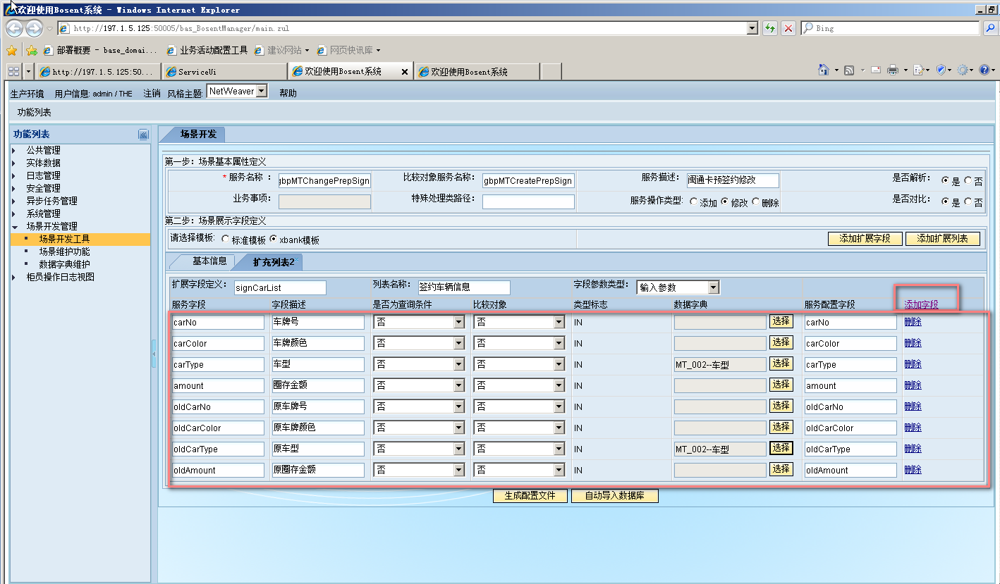 欢迎使用Bosent系统 - Windows Internet Explorer
http://197.1.5.125:50005/bas_BosentManager/main.zul
Bing
部署概要 - base_domai...
业务活动配置工具
建议网站
网页快讯库
http://197.1.5.125:50...
ServiceUi
欢迎使用Bosent系统
欢迎使用Bosent系统
生产环境 用户信息: admin / THE 注销 风格主题: NetWeaver 帮助
功能列表
功能列表
公共管理
实体数据
日志管理
安全管理
异步任务管理
系统管理
场景开发管理
场景开发工具
场景维护功能
数据字典维护
柜员操作日志视图
场景开发
第一步：场景基本属性定义
* 服务名称 ： gbpMTChangePrepSign 比较对象服务名称： gbpMTCreatePrepSign 服务描述： 闽通卡预签约修改 是否解析： 是 否
业务事项： 特殊处理类路径： 服务操作类型: 添加 修改 删除 是否对比： 是 否
第二步：场景展示字段定义
请选择模板: 标准模板 xbank模板 添加扩展字段 添加扩展列表
基本信息 扩充列表2
扩展字段定义： signCarList 列表名称： 签约车辆信息 字段参数类型： 输入参数
服务字段 字段描述 是否为查询条件 比较对象 类型标志 数据字典 服务配置字段 添加字段
carNo 车牌号 否 否 IN 选择 carNo 删除
carColor 车牌颜色 否 否 IN 选择 carColor 删除
carType 车型 否 否 IN MT_002--车型 选择 carType 删除
amount 圈存金额 否 否 IN 选择 amount 删除
oldCarNo 原车牌号 否 否 IN 选择 oldCarNo 删除
oldCarColor 原车牌颜色 否 否 IN 选择 oldCarColor 删除
oldCarType 原车型 否 否 IN MT_002--车型 选择 oldCarType 删除
oldAmount 原圈存金额 否 否 IN 选择 oldAmount 删除
生成配置文件 自动导入数据库